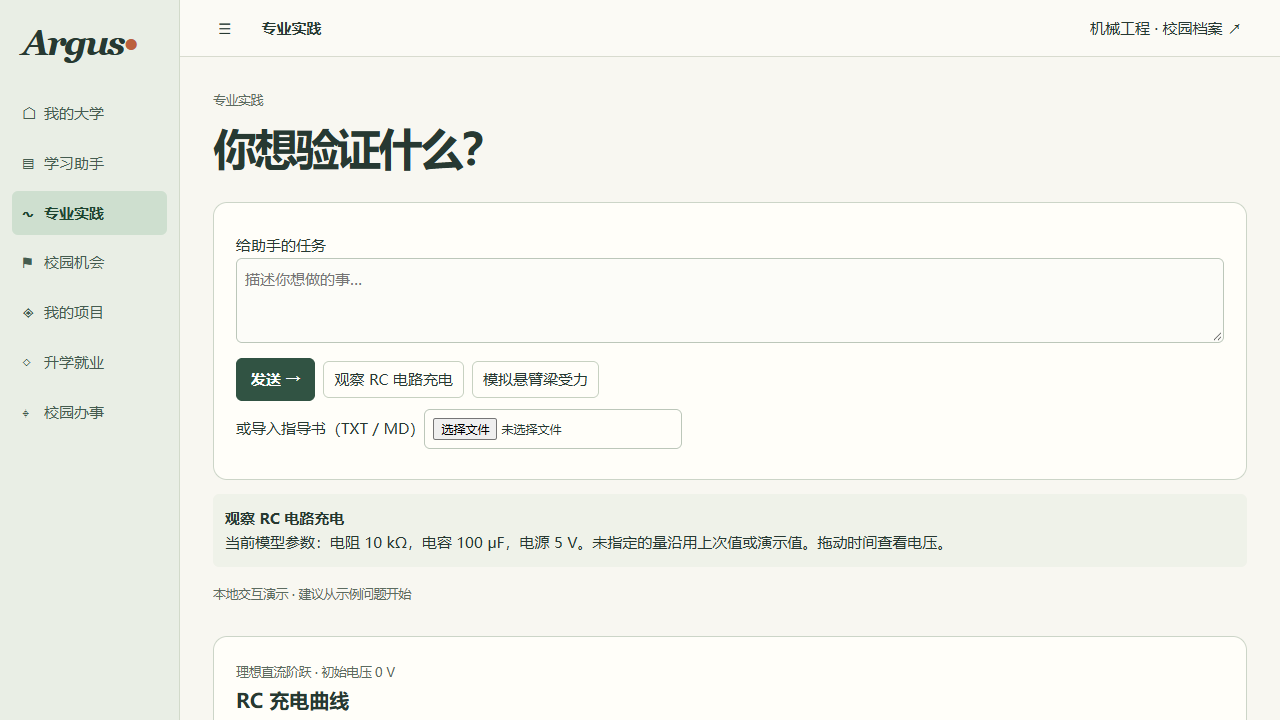 Argus
☰ 专业实践
机械工程 · 校园档案 ↗
我的大学
学习助手
专业实践
校园机会
我的项目
升学就业
校园办事
专业实践
你想验证什么？
给助手的任务
描述你想做的事…
发送 → 观察 RC 电路充电 模拟悬臂梁受力
或导入指导书（TXT / MD） 选择文件 未选择文件
观察 RC 电路充电
当前模型参数：电阻 10 kΩ，电容 100 μF，电源 5 V。未指定的量沿用上次值或演示值。拖动时间查看电压。
本地交互演示 · 建议从示例问题开始
理想直流阶跃 · 初始电压 0 V
RC 充电曲线